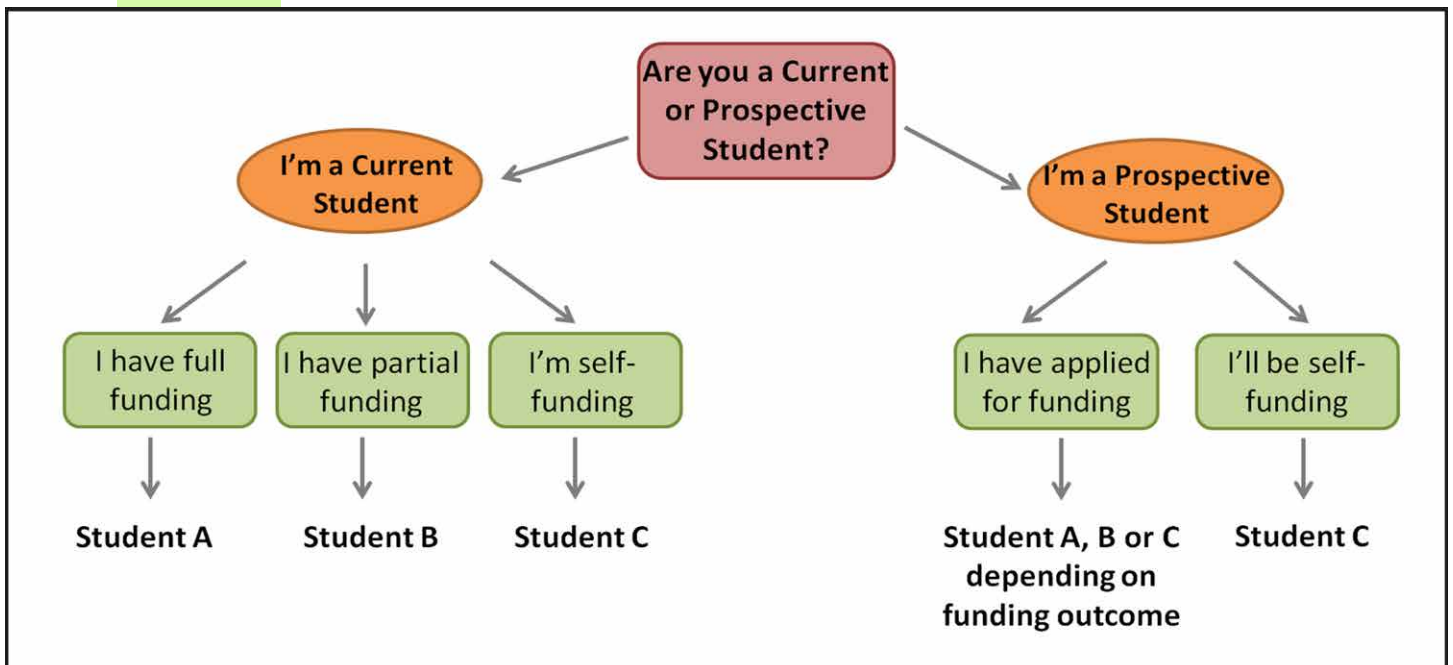 Are you a Current
or Prospective
Student?
I'm a Current
Student
I'm a Prospective
Student
I have full
funding
I have partial
funding
I'm self-
funding
I have applied
for funding
I'll be self-
funding
Student A
Student B
Student C
Student A, B or C
depending on
funding outcome
Student C